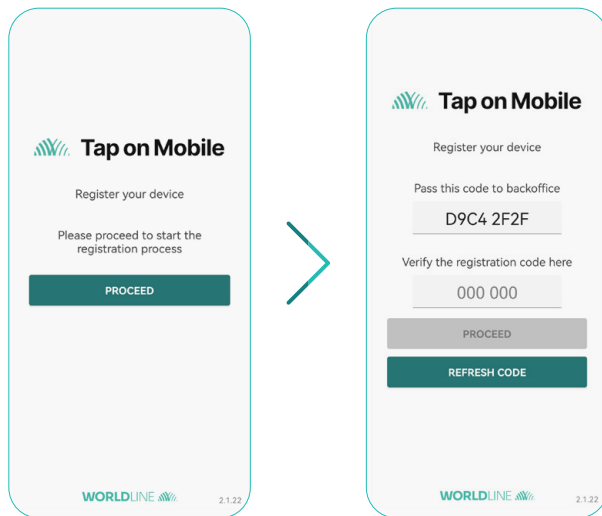 Tap on Mobile
Register your device
Please proceed to start the
registration process
PROCEED
WORLDLINE
2.1.22
Tap on Mobile
Register your device
Pass this code to backoffice
D9C4 2F2F
Verify the registration code here
000 000
PROCEED
REFRESH CODE
WORLDLINE
2.1.22